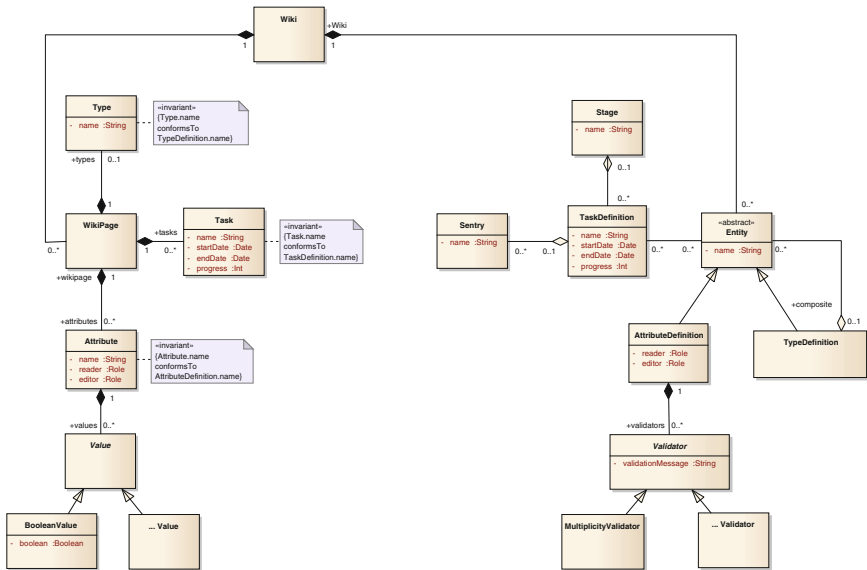 Wiki
+Wiki
1
1
Type
- name :String
«invariant»
{Type.name
conformsTo
TypeDefinition.name}
+types
0..1
1
Stage
- name :String
0..1
0..*
WikiPage
0..*
+tasks
1
0..*
Task
- name :String
- startDate :Date
- endDate :Date
- progress :Int
«invariant»
{Task.name
conformsTo
TaskDefinition.name}
Sentry
- name :String
0..*
0..1
TaskDefinition
- name :String
- startDate :Date
- endDate :Date
- progress :Int
0..*
0..*
0..*
«abstract»
Entity
- name :String
0..*
+wikipage
1
+attributes
0..*
+composite
0..1
Attribute
- name :String
- reader :Role
- editor :Role
«invariant»
{Attribute.name
conformsTo
AttributeDefinition.name}
AttributeDefinition
- reader :Role
- editor :Role
TypeDefinition
1
+values
0..*
1
+validators
0..*
Value
Validator
- validationMessage :String
BooleanValue
- boolean :Boolean
... Value
MultiplicityValidator
... Validator